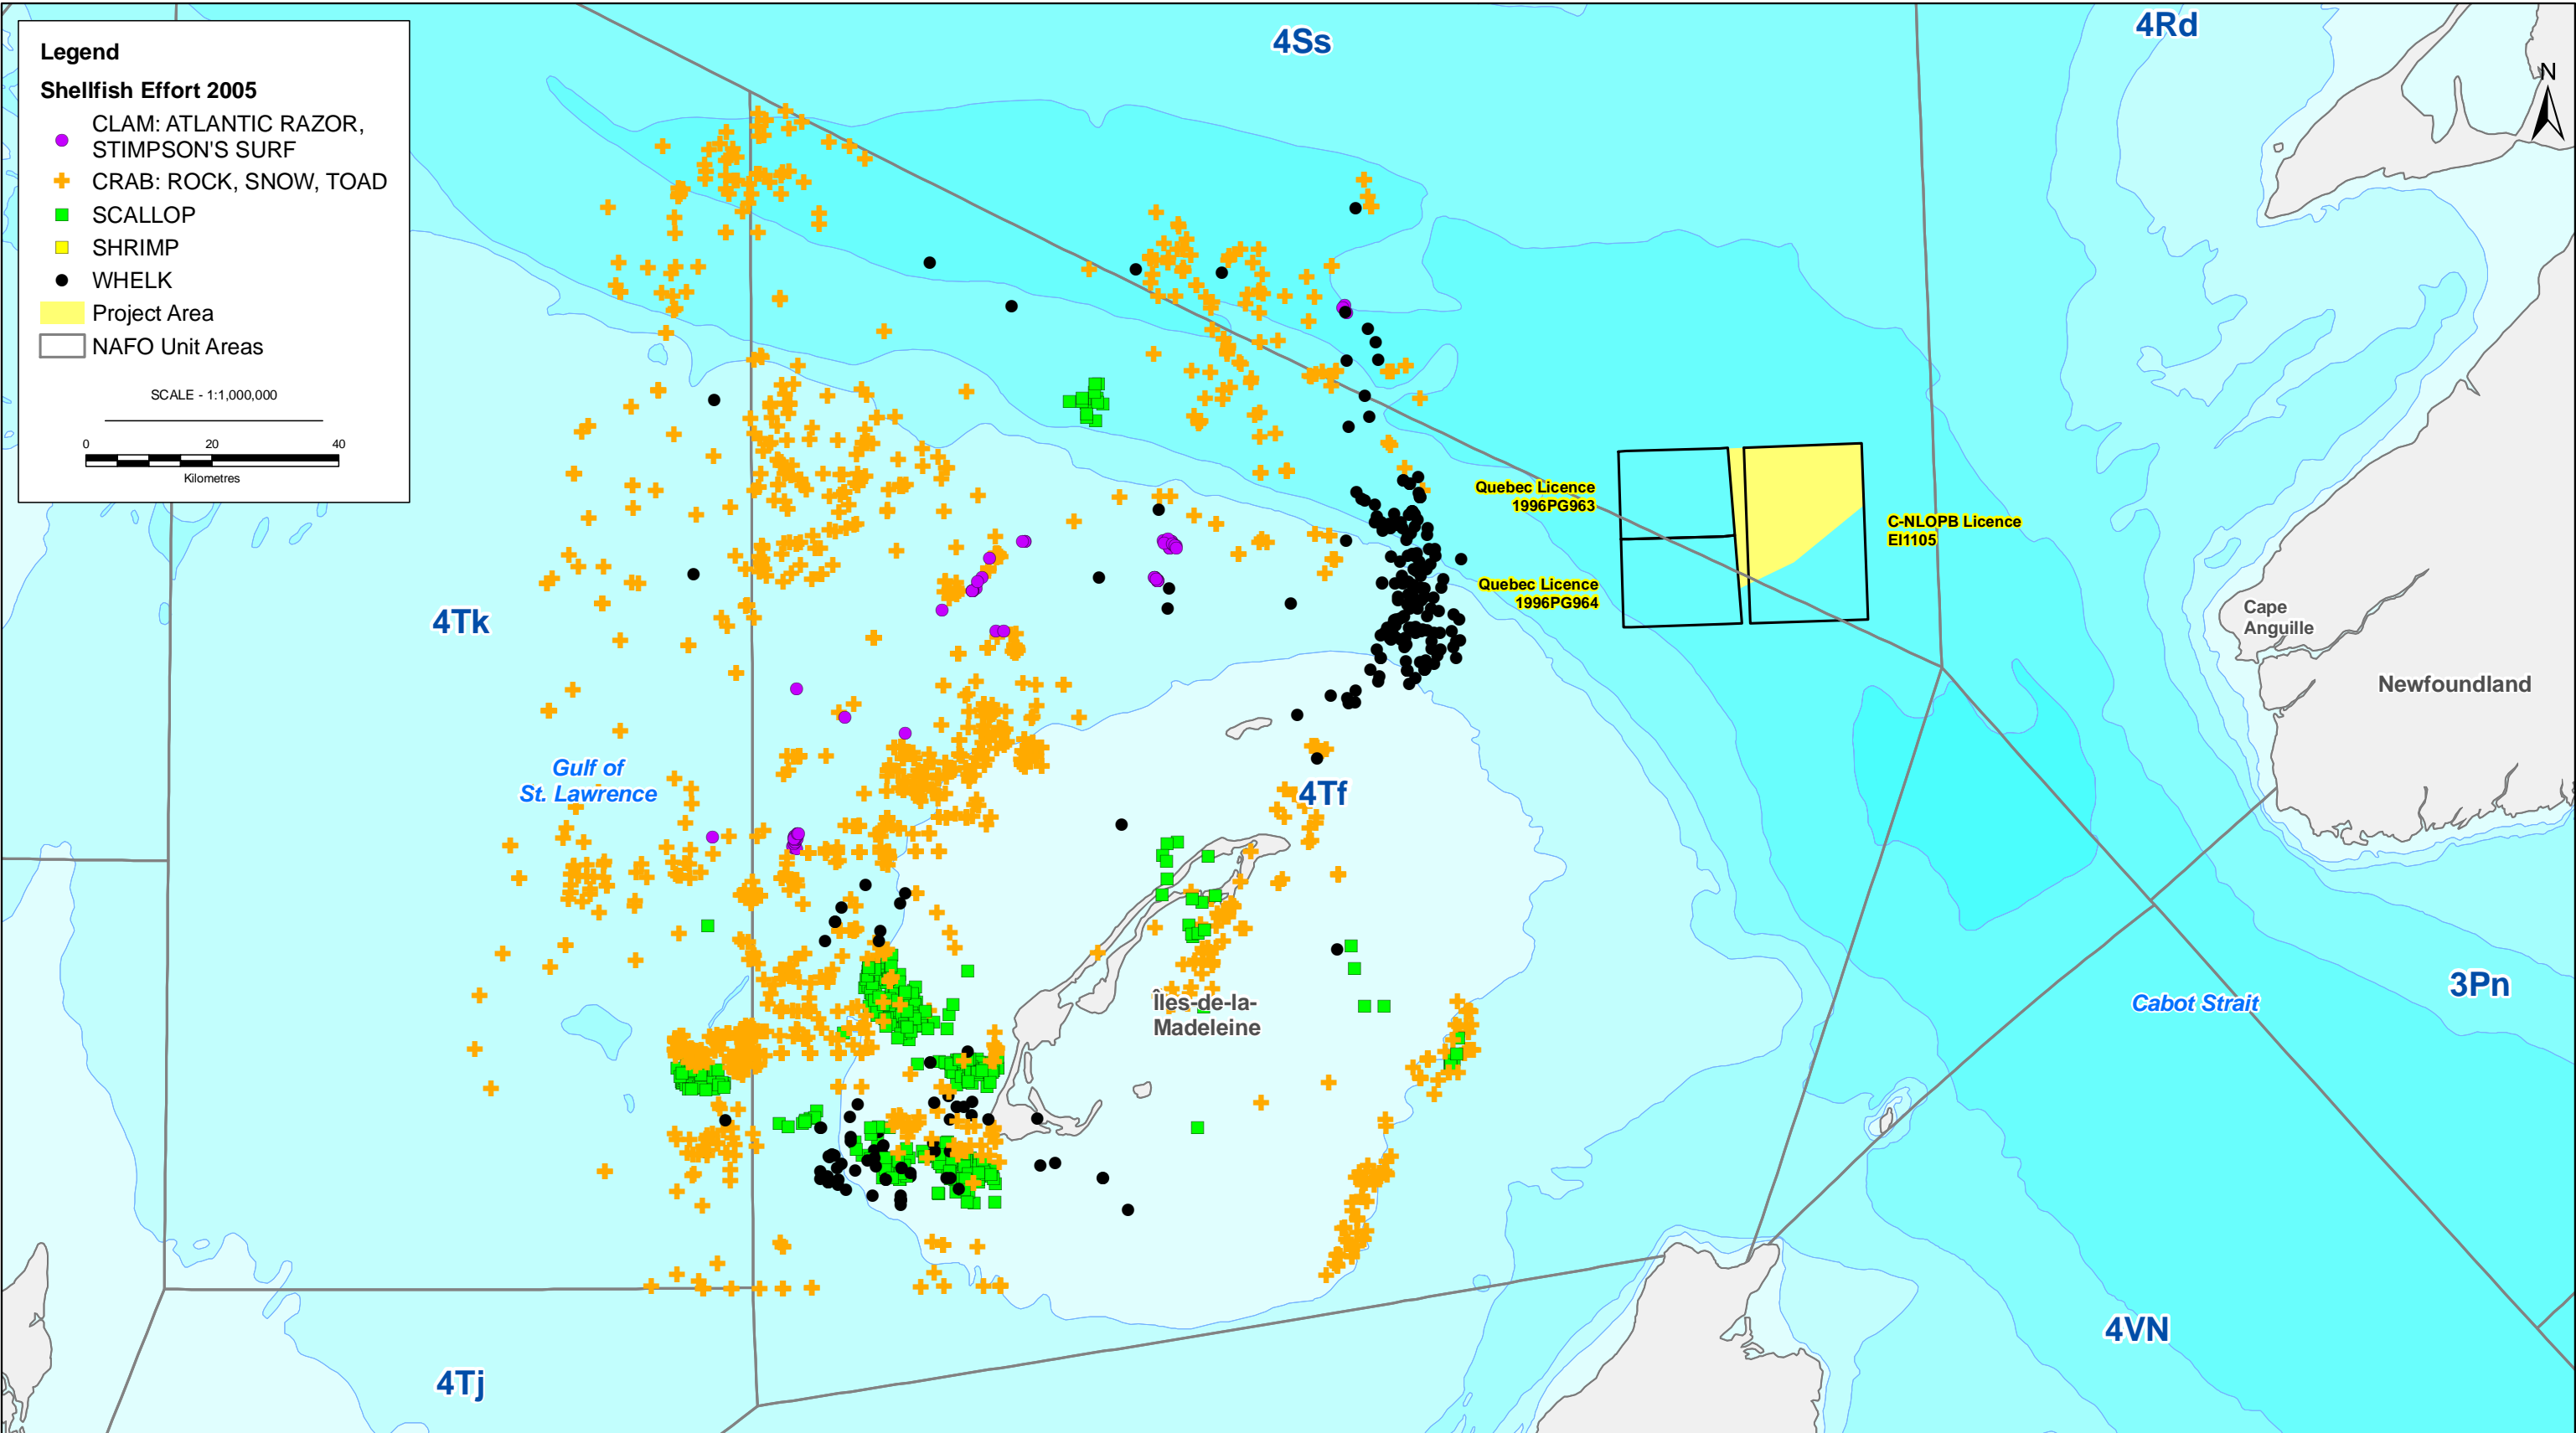 Legend
Shellfish Effort 2005
CLAM: ATLANTIC RAZOR,
STIMPSON'S SURF
CRAB: ROCK, SNOW, TOAD
SCALLOP
SHRIMP
WHELK
Project Area
NAFO Unit Areas
SCALE - 1:1,000,000
0 20 40
Kilometres
4Ss
4Rd
N
Quebec Licence
1996PG963
C-NLOPB Licence
EI1105
Quebec Licence
1996PG964
Cape
Anguille
4Tk
Newfoundland
Gulf of
St. Lawrence
4Tf
Îles-de-la-
Madeleine
3Pn
Cabot Strait
4VN
4Tj